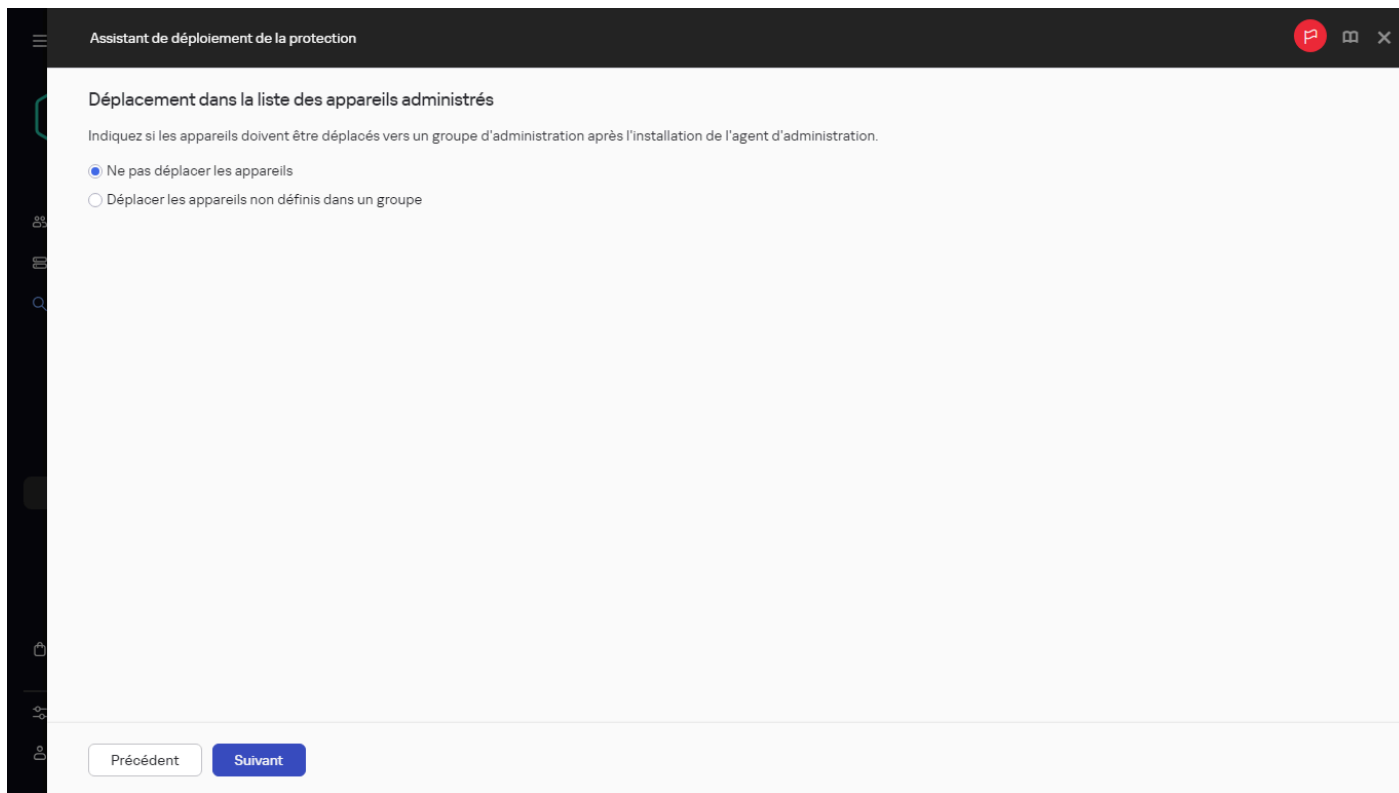 Assistant de déploiement de la protection
Déplacement dans la liste des appareils administrés
Indiquez si les appareils doivent être déplacés vers un groupe d'administration après l'installation de l'agent d'administration.
Ne pas déplacer les appareils
Déplacer les appareils non définis dans un groupe
Précédent
Suivant